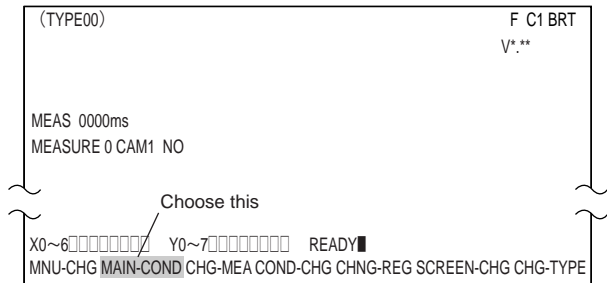 (TYPE00) F C1 BRT
V*.**
MEAS 0000ms
MEASURE 0 CAM1 NO
Choose this
X0～6□□□□□□□□ Y0～7□□□□□□□□ READY■
MNU-CHG MAIN-COND CHG-MEA COND-CHG CHNG-REG SCREEN-CHG CHG-TYPE